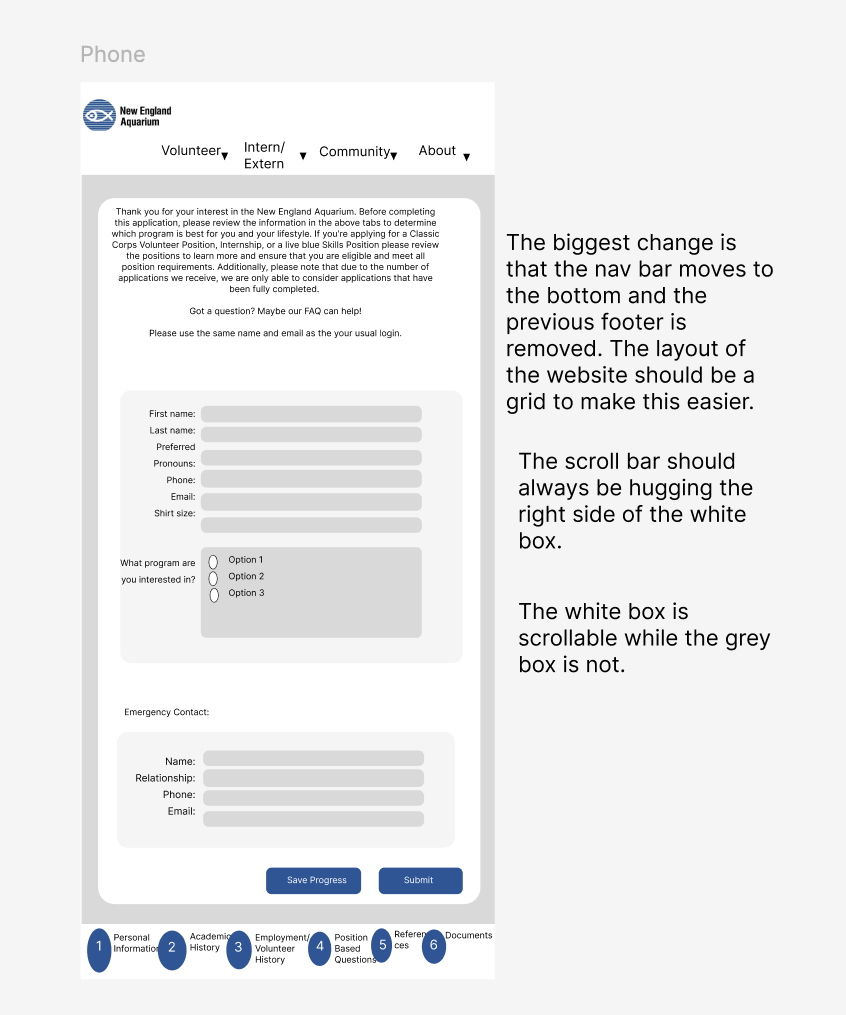 Phone
New England
Aquarium
Volunteer▼
Intern/
Extern ▼
Community▼
About ▼
Thank you for your interest in the New England Aquarium. Before completing
this application, please review the information in the above tabs to determine
which program is best for you and your lifestyle. If you're applying for a Classic
Corps Volunteer Position, Internship, or a live blue Skills Position please review
the positions to learn more and ensure that you are eligible and meet all
position requirements. Additionally, please note that due to the number of
applications we receive, we are only able to consider applications that have
been fully completed.
Got a question? Maybe our FAQ can help!
Please use the same name and email as the your usual login.
First name:
Last name:
Preferred
Pronouns:
Phone:
Email:
Shirt size:
What program are
you interested in?
Option 1
Option 2
Option 3
Emergency Contact:
Name:
Relationship:
Phone:
Email:
Save Progress
Submit
1
Personal
Information
2
Academic
History
3
Employment/
Volunteer
History
4
Position
Based
Questions
5
Referen
ces
6
Documents
The biggest change is
that the nav bar moves to
the bottom and the
previous footer is
removed. The layout of
the website should be a
grid to make this easier.
The scroll bar should
always be hugging the
right side of the white
box.
The white box is
scrollable while the grey
box is not.